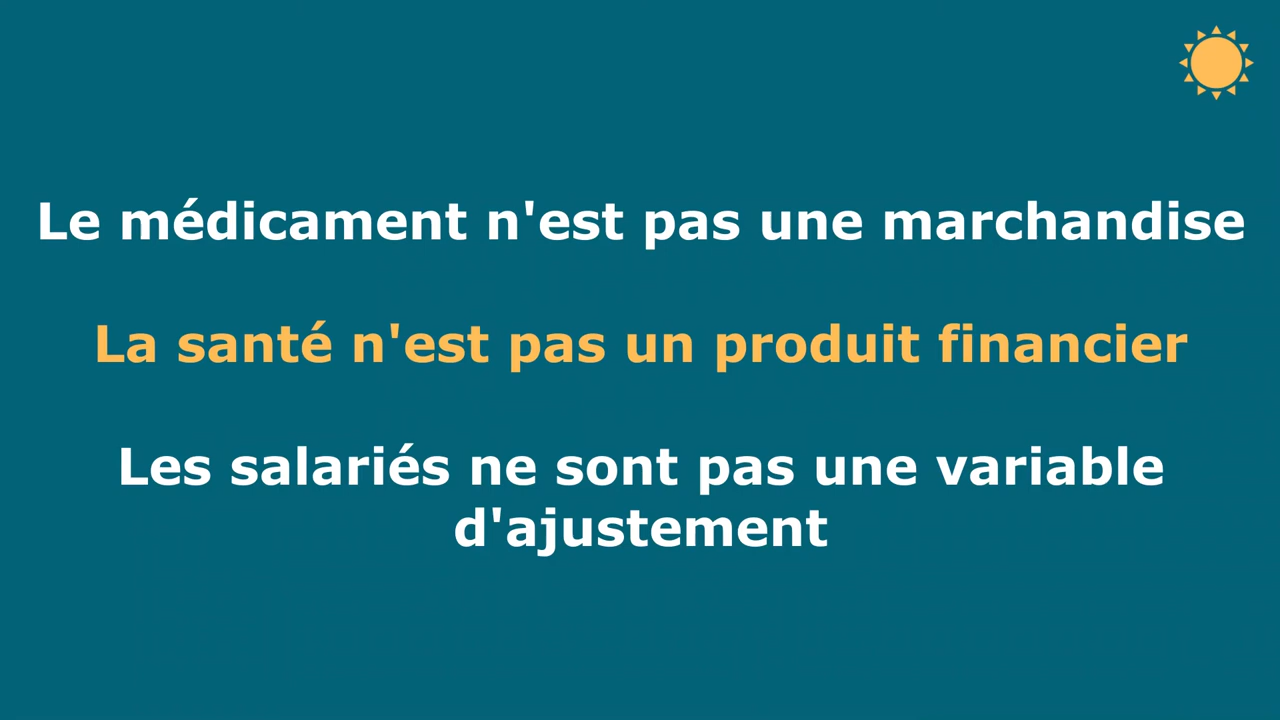 Le médicament n'est pas une marchandise
La santé n'est pas un produit financier
Les salariés ne sont pas une variable
d'ajustement